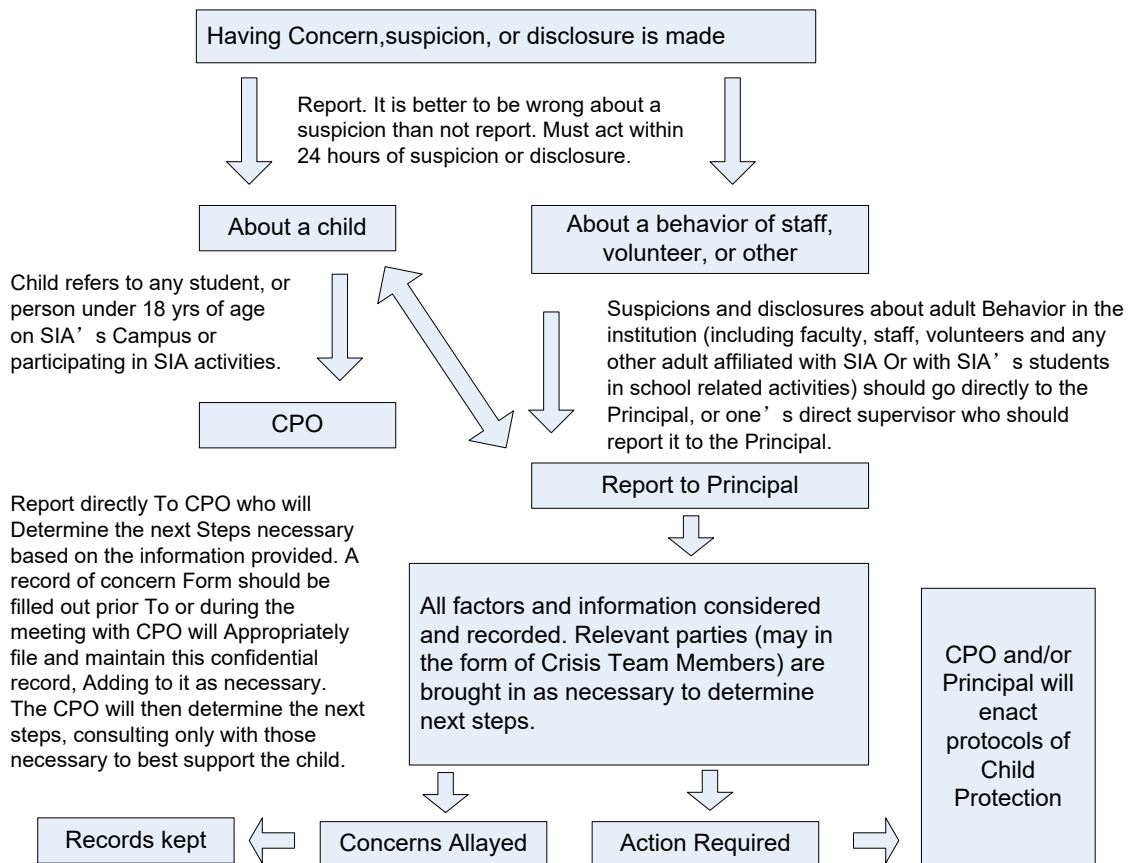 Having Concern,suspicion, or disclosure is made
Report. It is better to be wrong about a
suspicion than not report. Must act within
24 hours of suspicion or disclosure.
About a child
About a behavior of staff,
volunteer, or other
Child refers to any student, or
person under 18 yrs of age
on SIA’s Campus or
participating in SIA activities.
Suspicions and disclosures about adult Behavior in the
institution (including faculty, staff, volunteers and any
other adult affiliated with SIA Or with SIA’s students
in school related activities) should go directly to the
Principal, or one’s direct supervisor who should
report it to the Principal.
CPO
Report to Principal
Report directly To CPO who will
Determine the next Steps necessary
based on the information provided. A
record of concern Form should be
filled out prior To or during the
meeting with CPO will Appropriately
file and maintain this confidential
record, Adding to it as necessary.
The CPO will then determine the next
steps, consulting only with those
necessary to best support the child.
All factors and information considered
and recorded. Relevant parties (may in
the form of Crisis Team Members) are
brought in as necessary to determine
next steps.
CPO and/or
Principal will
enact
protocols of
Child
Protection
Records kept
Concerns Allayed
Action Required